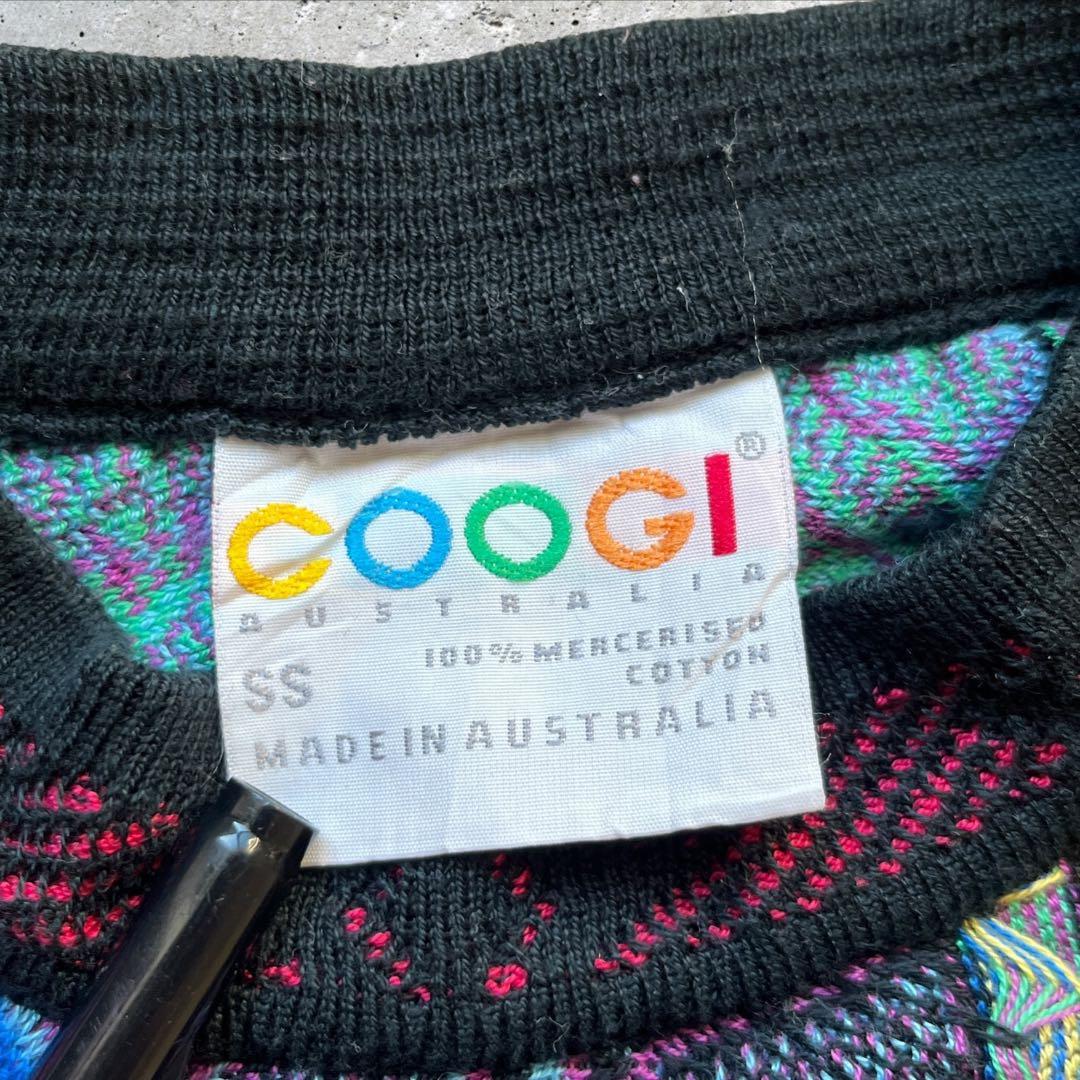 COOGI®
AUSTRALIA
100% MERCERISED
SS
COTTON
MADE IN AUSTRALIA